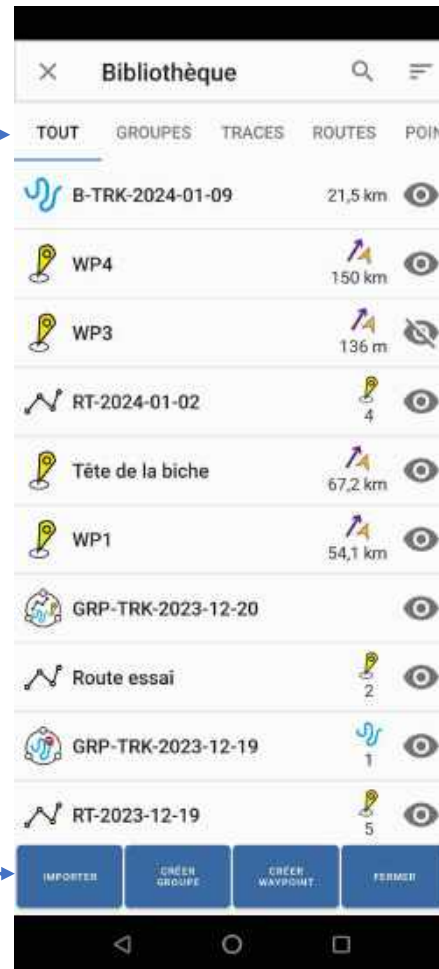 Bibliothèque
TOUT GROUPES TRACES ROUTES POIN
B-TRK-2024-01-09 21,5 km
WP4 150 km
WP3 136 m
RT-2024-01-02 4
Tête de la biche 67,2 km
WP1 54,1 km
GRP-TRK-2023-12-20
Route essai 2
GRP-TRK-2023-12-19 1
RT-2023-12-19 5
IMPORTER CRÉER GROUPE CRÉER WAYPOINT FERMER